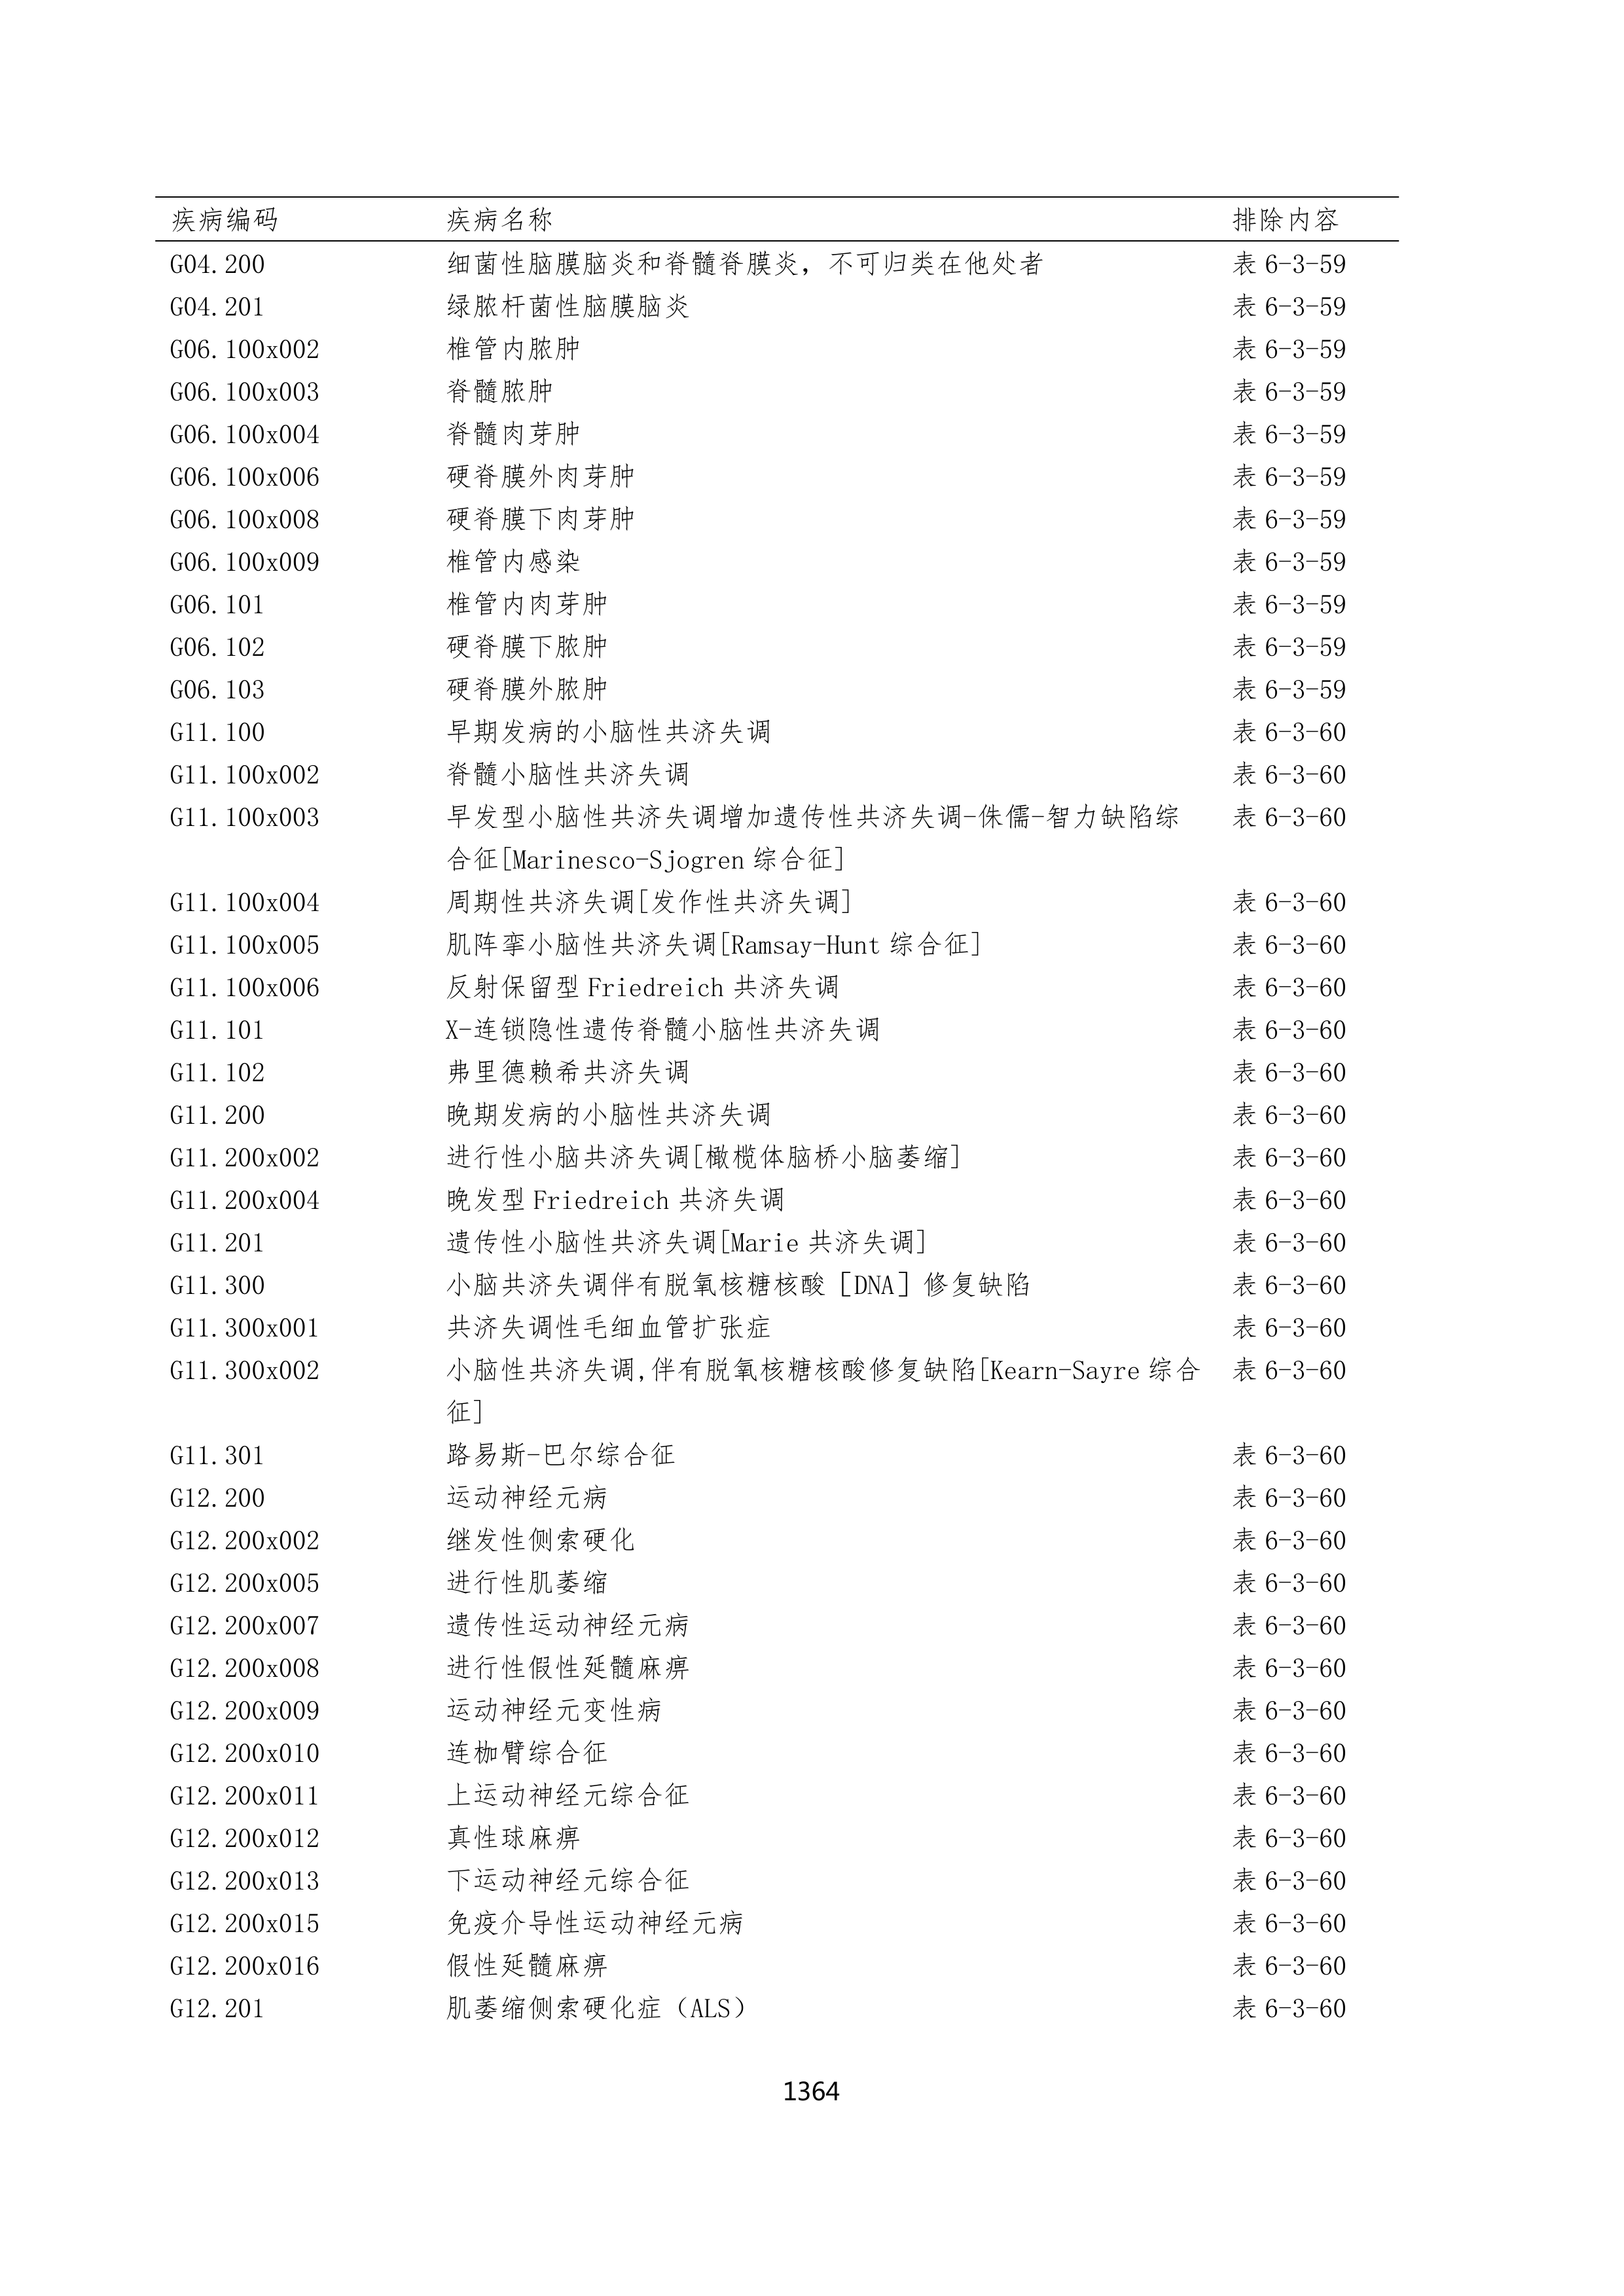 疾病编码 疾病名称 排除内容
G04.200 细菌性脑膜脑炎和脊髓脊膜炎，不可归类在他处者 表 6-3-59
G04.201 绿脓杆菌性脑膜脑炎 表 6-3-59
G06.100x002 椎管内脓肿 表 6-3-59
G06.100x003 脊髓脓肿 表 6-3-59
G06.100x004 脊髓肉芽肿 表 6-3-59
G06.100x006 硬脊膜外肉芽肿 表 6-3-59
G06.100x008 硬脊膜下肉芽肿 表 6-3-59
G06.100x009 椎管内感染 表 6-3-59
G06.101 椎管内肉芽肿 表 6-3-59
G06.102 硬脊膜下脓肿 表 6-3-59
G06.103 硬脊膜外脓肿 表 6-3-59
G11.100 早期发病的小脑性共济失调 表 6-3-60
G11.100x002 脊髓小脑性共济失调 表 6-3-60
G11.100x003 早发型小脑性共济失调增加遗传性共济失调-侏儒-智力缺陷综 表 6-3-60
合征[Marinesco-Sjogren 综合征]
G11.100x004 周期性共济失调[发作性共济失调] 表 6-3-60
G11.100x005 肌阵挛小脑性共济失调[Ramsay-Hunt 综合征] 表 6-3-60
G11.100x006 反射保留型 Friedreich 共济失调 表 6-3-60
G11.101 X-连锁隐性遗传脊髓小脑性共济失调 表 6-3-60
G11.102 弗里德赖希共济失调 表 6-3-60
G11.200 晚期发病的小脑性共济失调 表 6-3-60
G11.200x002 进行性小脑共济失调[橄榄体脑桥小脑萎缩] 表 6-3-60
G11.200x004 晚发型 Friedreich 共济失调 表 6-3-60
G11.201 遗传性小脑性共济失调[Marie 共济失调] 表 6-3-60
G11.300 小脑共济失调伴有脱氧核糖核酸［DNA］修复缺陷 表 6-3-60
G11.300x001 共济失调性毛细血管扩张症 表 6-3-60
G11.300x002 小脑性共济失调,伴有脱氧核糖核酸修复缺陷[Kearn-Sayre 综合 表 6-3-60
征]
G11.301 路易斯-巴尔综合征 表 6-3-60
G12.200 运动神经元病 表 6-3-60
G12.200x002 继发性侧索硬化 表 6-3-60
G12.200x005 进行性肌萎缩 表 6-3-60
G12.200x007 遗传性运动神经元病 表 6-3-60
G12.200x008 进行性假性延髓麻痹 表 6-3-60
G12.200x009 运动神经元变性病 表 6-3-60
G12.200x010 连枷臂综合征 表 6-3-60
G12.200x011 上运动神经元综合征 表 6-3-60
G12.200x012 真性球麻痹 表 6-3-60
G12.200x013 下运动神经元综合征 表 6-3-60
G12.200x015 免疫介导性运动神经元病 表 6-3-60
G12.200x016 假性延髓麻痹 表 6-3-60
G12.201 肌萎缩侧索硬化症（ALS） 表 6-3-60
1364